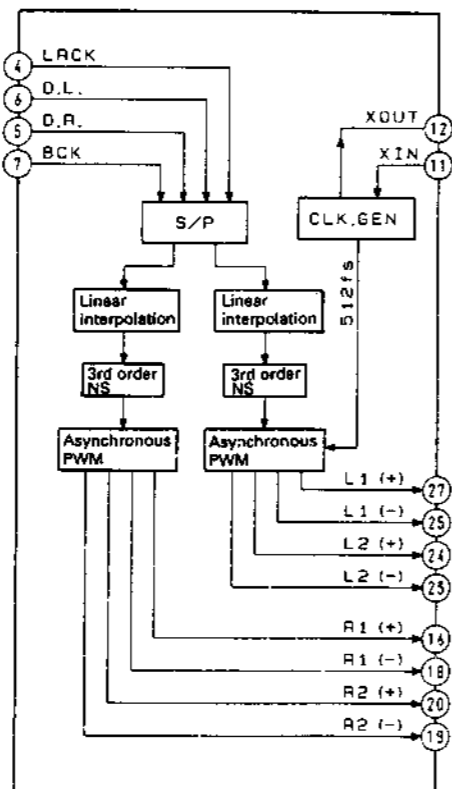 4 LRCK
6 D.L.
5 D.R.
7 BCK
XOUT 12
XIN 11
S/P
CLK.GEN
512fs
Linear interpolation
Linear interpolation
3rd order NS
3rd order NS
Asynchronous PWM
Asynchronous PWM
L1 (+) 27
L1 (-) 25
L2 (+) 24
L2 (-) 23
R1 (+) 16
R1 (-) 18
R2 (+) 20
R2 (-) 19